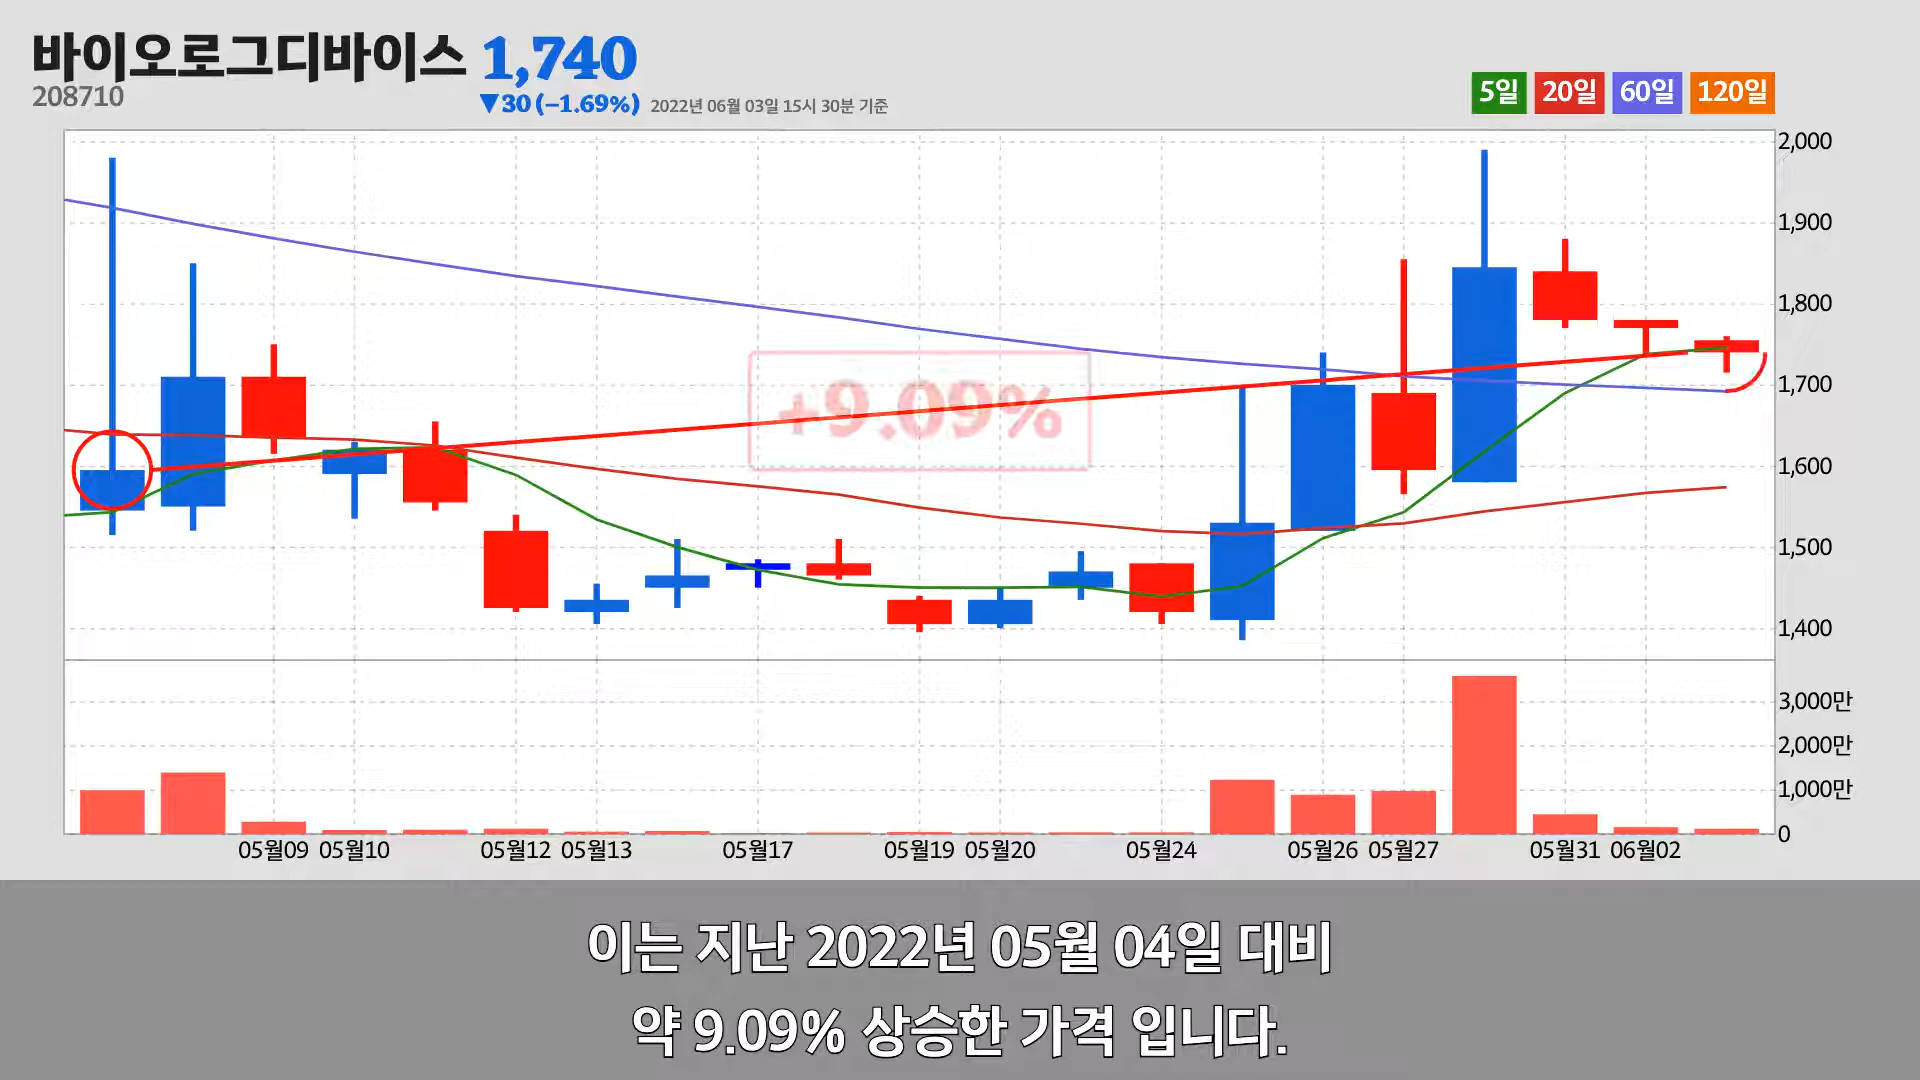 바이오로그디바이스 1,740
208710
▼30 (−1.69%) 2022년 06월 03일 15시 30분 기준
5일 20일 60일 120일
2,000
1,900
1,800
1,700
1,600
1,500
1,400
+9.09%
3,000만
2,000만
1,000만
0
05월09 05월10 05월12 05월13 05월17 05월19 05월20 05월24 05월26 05월27 05월31 06월02
이는 지난 2022년 05월 04일 대비
약 9.09% 상승한 가격 입니다.